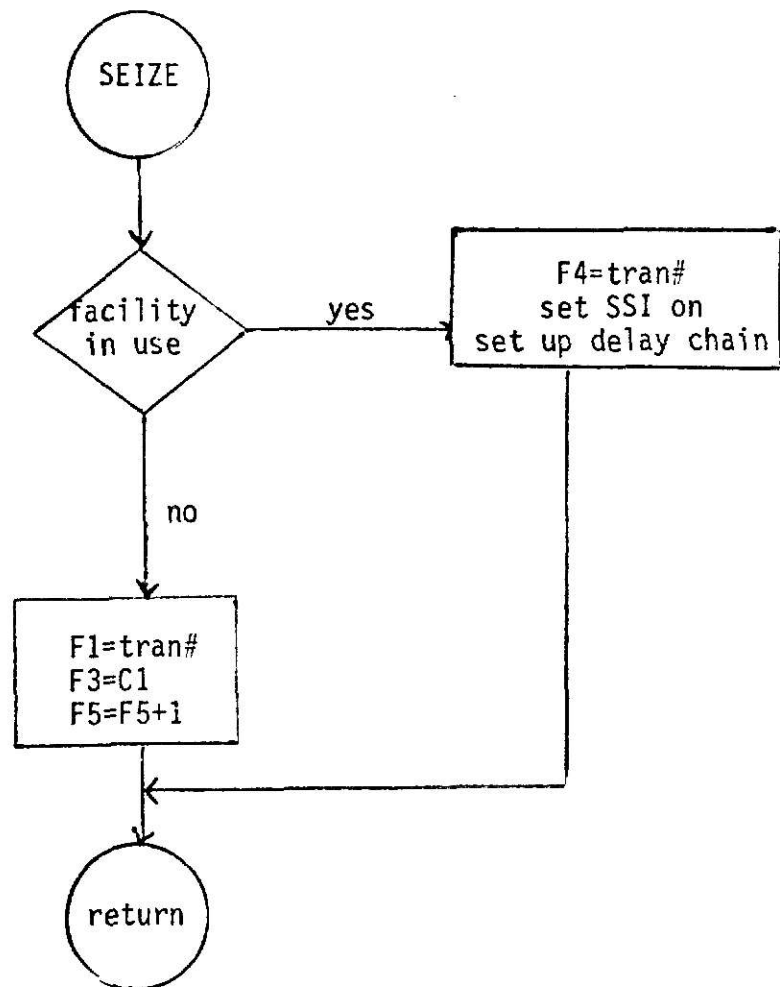 SEIZE
facility
in use
yes
F4=tran#
set SSI on
set up delay chain
no
F1=tran#
F3=C1
F5=F5+1
return